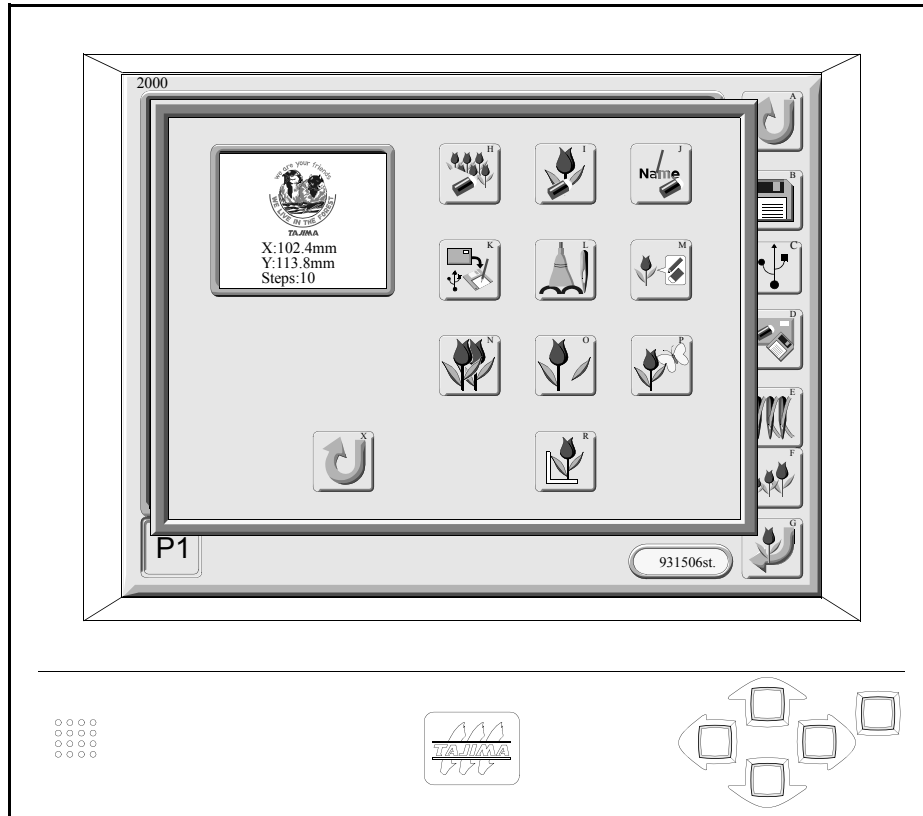 2000
A
H
I
J
Name
we are your friends
WE LIVE IN THE FOREST
TAJIMA
X:102.4mm
Y:113.8mm
Steps:10
B
K
L
M
C
D
N
O
P
E
X
R
F
G
P1
931506st.
TAJIMA